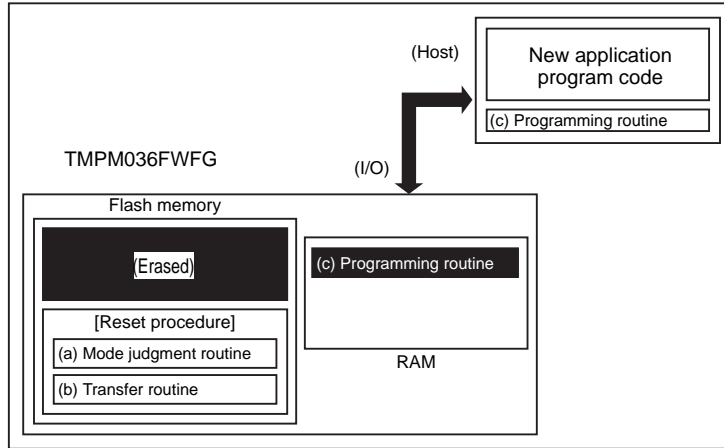 (Host)
New application
program code
(c) Programming routine
TMPM036FWFG
(I/O)
Flash memory
(Erased)
(c) Programming routine
[Reset procedure]
(a) Mode judgment routine
(b) Transfer routine
RAM